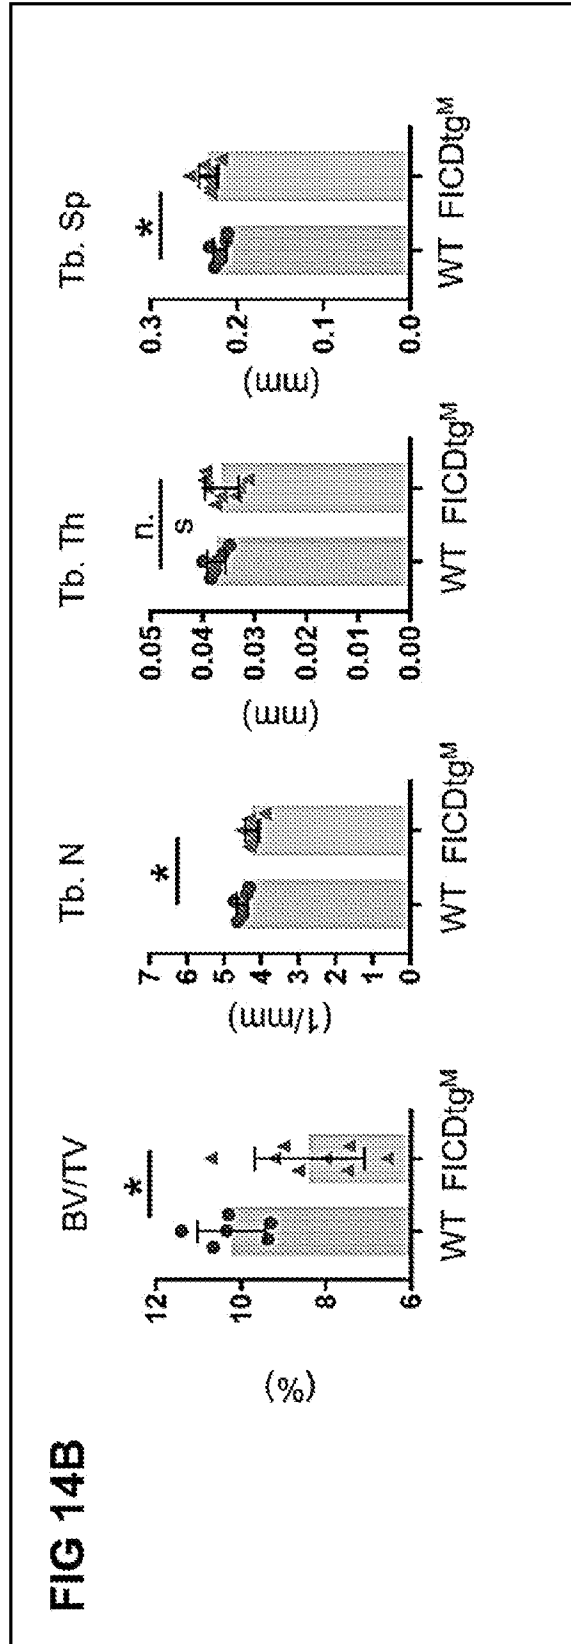 FIG 14B
BV/TV
(%)
12
10
8
6
*
WT FICDtgM
Tb. N
(1/mm)
7
6
5
4
3
2
1
0
*
WT FICDtgM
Tb. Th
(mm)
0.05
0.04
0.03
0.02
0.01
0.00
n.
s
WT FICDtgM
Tb. Sp
(mm)
0.3
0.2
0.1
0.0
*
WT FICDtgM